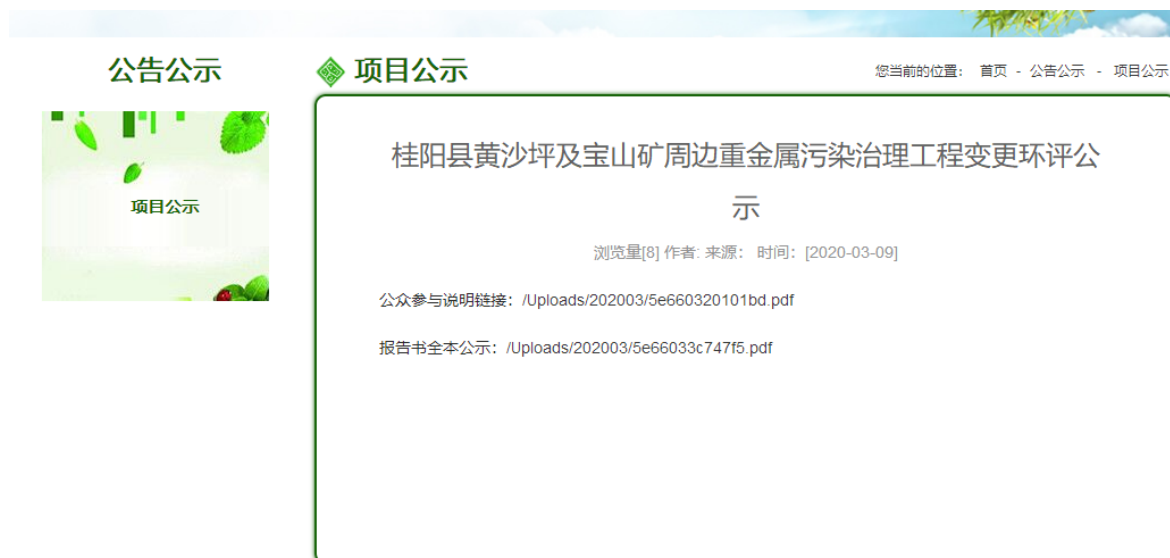 公告公示
项目公示
项目公示
您当前的位置： 首页 - 公告公示 - 项目公示
桂阳县黄沙坪及宝山矿周边重金属污染治理工程变更环评公
示
浏览量[8] 作者: 来源： 时间：[2020-03-09]
公众参与说明链接：/Uploads/202003/5e660320101bd.pdf
报告书全本公示：/Uploads/202003/5e66033c747f5.pdf